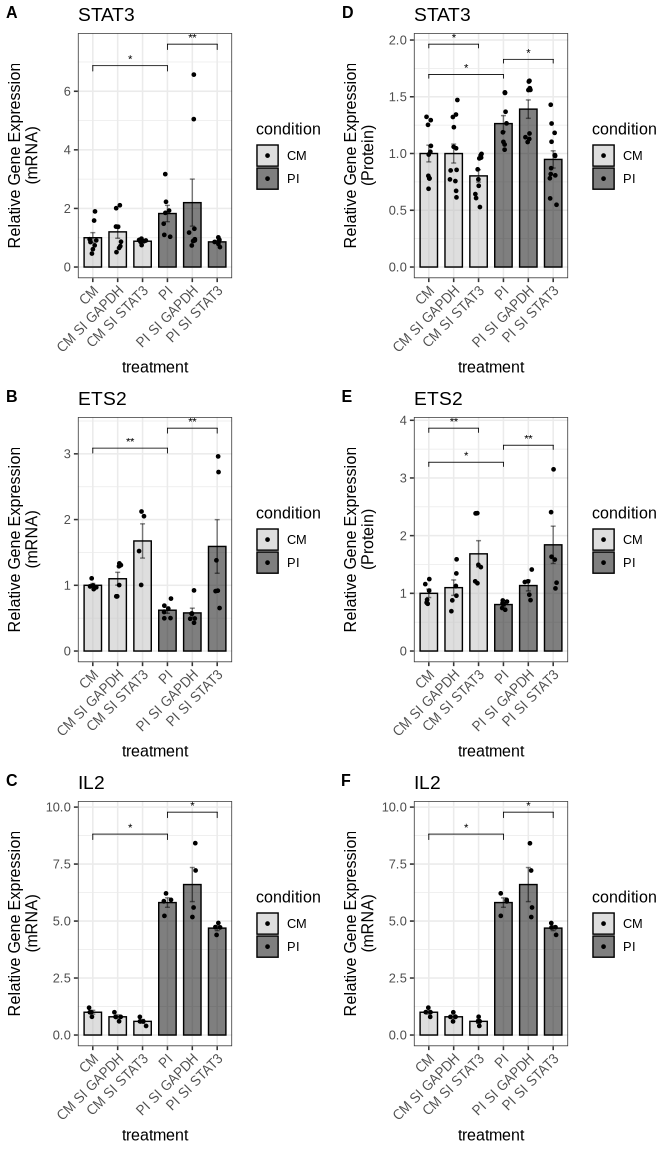 A
STAT3
Relative Gene Expression
(mRNA)
0
2
4
6
*
**
CM
CM SI GAPDH
CM SI STAT3
PI
PI SI GAPDH
PI SI STAT3
treatment
condition
CM
PI
D
STAT3
Relative Gene Expression
(Protein)
0.0
0.5
1.0
1.5
2.0
*
*
*
CM
CM SI GAPDH
CM SI STAT3
PI
PI SI GAPDH
PI SI STAT3
treatment
condition
CM
PI
B
ETS2
Relative Gene Expression
(mRNA)
0
1
2
3
**
**
CM
CM SI GAPDH
CM SI STAT3
PI
PI SI GAPDH
PI SI STAT3
treatment
condition
CM
PI
E
ETS2
Relative Gene Expression
(Protein)
0
1
2
3
4
**
*
**
CM
CM SI GAPDH
CM SI STAT3
PI
PI SI GAPDH
PI SI STAT3
treatment
condition
CM
PI
C
IL2
Relative Gene Expression
(mRNA)
0.0
2.5
5.0
7.5
10.0
*
*
CM
CM SI GAPDH
CM SI STAT3
PI
PI SI GAPDH
PI SI STAT3
treatment
condition
CM
PI
F
IL2
Relative Gene Expression
(mRNA)
0.0
2.5
5.0
7.5
10.0
*
*
CM
CM SI GAPDH
CM SI STAT3
PI
PI SI GAPDH
PI SI STAT3
treatment
condition
CM
PI